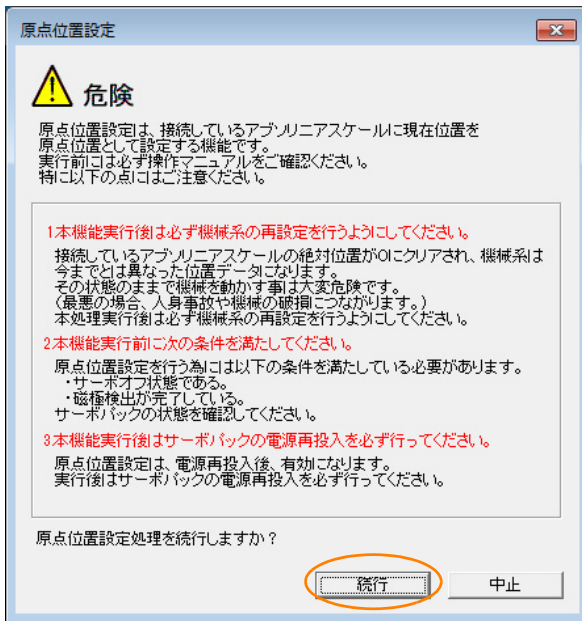 原点位置設定
危険
原点位置設定は、接続しているアブソリニアスケールに現在位置を
原点位置として設定する機能です。
実行前には必ず操作マニュアルをご確認ください。
特に以下の点にはご注意ください。
1.本機能実行後は必ず機械系の再設定を行うようにしてください。
接続しているアブソリニアスケールの絶対位置が0にクリアされ、機械系は
今までとは異なった位置データになります。
その状態のままで機械を動かす事は大変危険です。
（最悪の場合、人身事故や機械の破損につながります。）
本処理実行後は必ず機械系の再設定を行うようにしてください。
2.本機能実行前に次の条件を満たしてください。
原点位置設定を行う為には以下の条件を満たしている必要があります。
・サーボオフ状態である。
・磁極検出が完了している。
サーボパックの状態を確認してください。
3.本機能実行後はサーボパックの電源再投入を必ず行ってください。
原点位置設定は、電源再投入後、有効になります。
実行後はサーボパックの電源再投入を必ず行ってください。
原点位置設定処理を続行しますか？
続行
中止